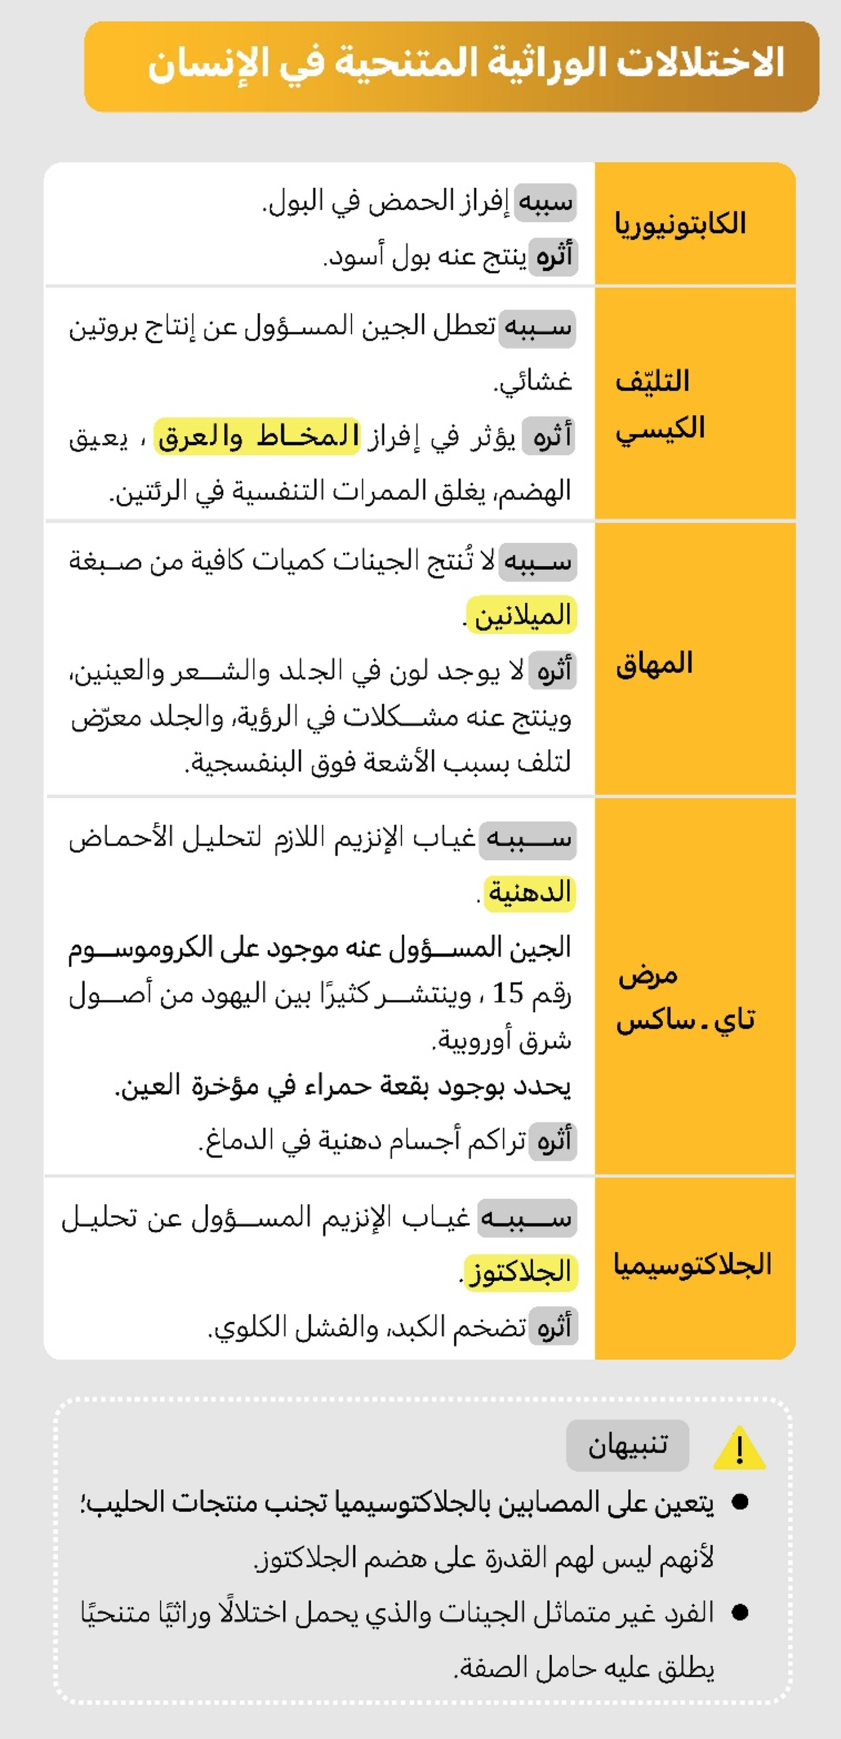 الاختلالات الوراثية المتنحية في الإنسان
الكابتونيوريا
سببه إفراز الحمض في البول.
أثره ينتج عنه بول أسود.
التليّف
الكيسي
سببه تعطل الجين المسؤول عن إنتاج بروتين
غشائي.
أثره يؤثر في إفراز المخاط والعرق ، يعيق
الهضم، يغلق الممرات التنفسية في الرئتين.
المهاق
سببه لا تُنتج الجينات كميات كافية من صبغة
الميلانين .
أثره لا يوجد لون في الجلد والشعر والعينين،
وينتج عنه مشكلات في الرؤية، والجلد معرّض
لتلف بسبب الأشعة فوق البنفسجية.
مرض
تاي ـ ساكس
سببه غياب الإنزيم اللازم لتحليل الأحماض
الدهنية .
الجين المسؤول عنه موجود على الكروموسوم
رقم 15 ، وينتشر كثيرًا بين اليهود من أصول
شرق أوروبية.
يحدد بوجود بقعة حمراء في مؤخرة العين.
أثره تراكم أجسام دهنية في الدماغ.
الجلاكتوسيميا
سببه غياب الإنزيم المسؤول عن تحليل
الجلاكتوز .
أثره تضخم الكبد، والفشل الكلوي.
تنبيهان
● يتعين على المصابين بالجلاكتوسيميا تجنب منتجات الحليب؛
لأنهم ليس لهم القدرة على هضم الجلاكتوز.
● الفرد غير متماثل الجينات والذي يحمل اختلالًا وراثيًا متنحيًا
يطلق عليه حامل الصفة.